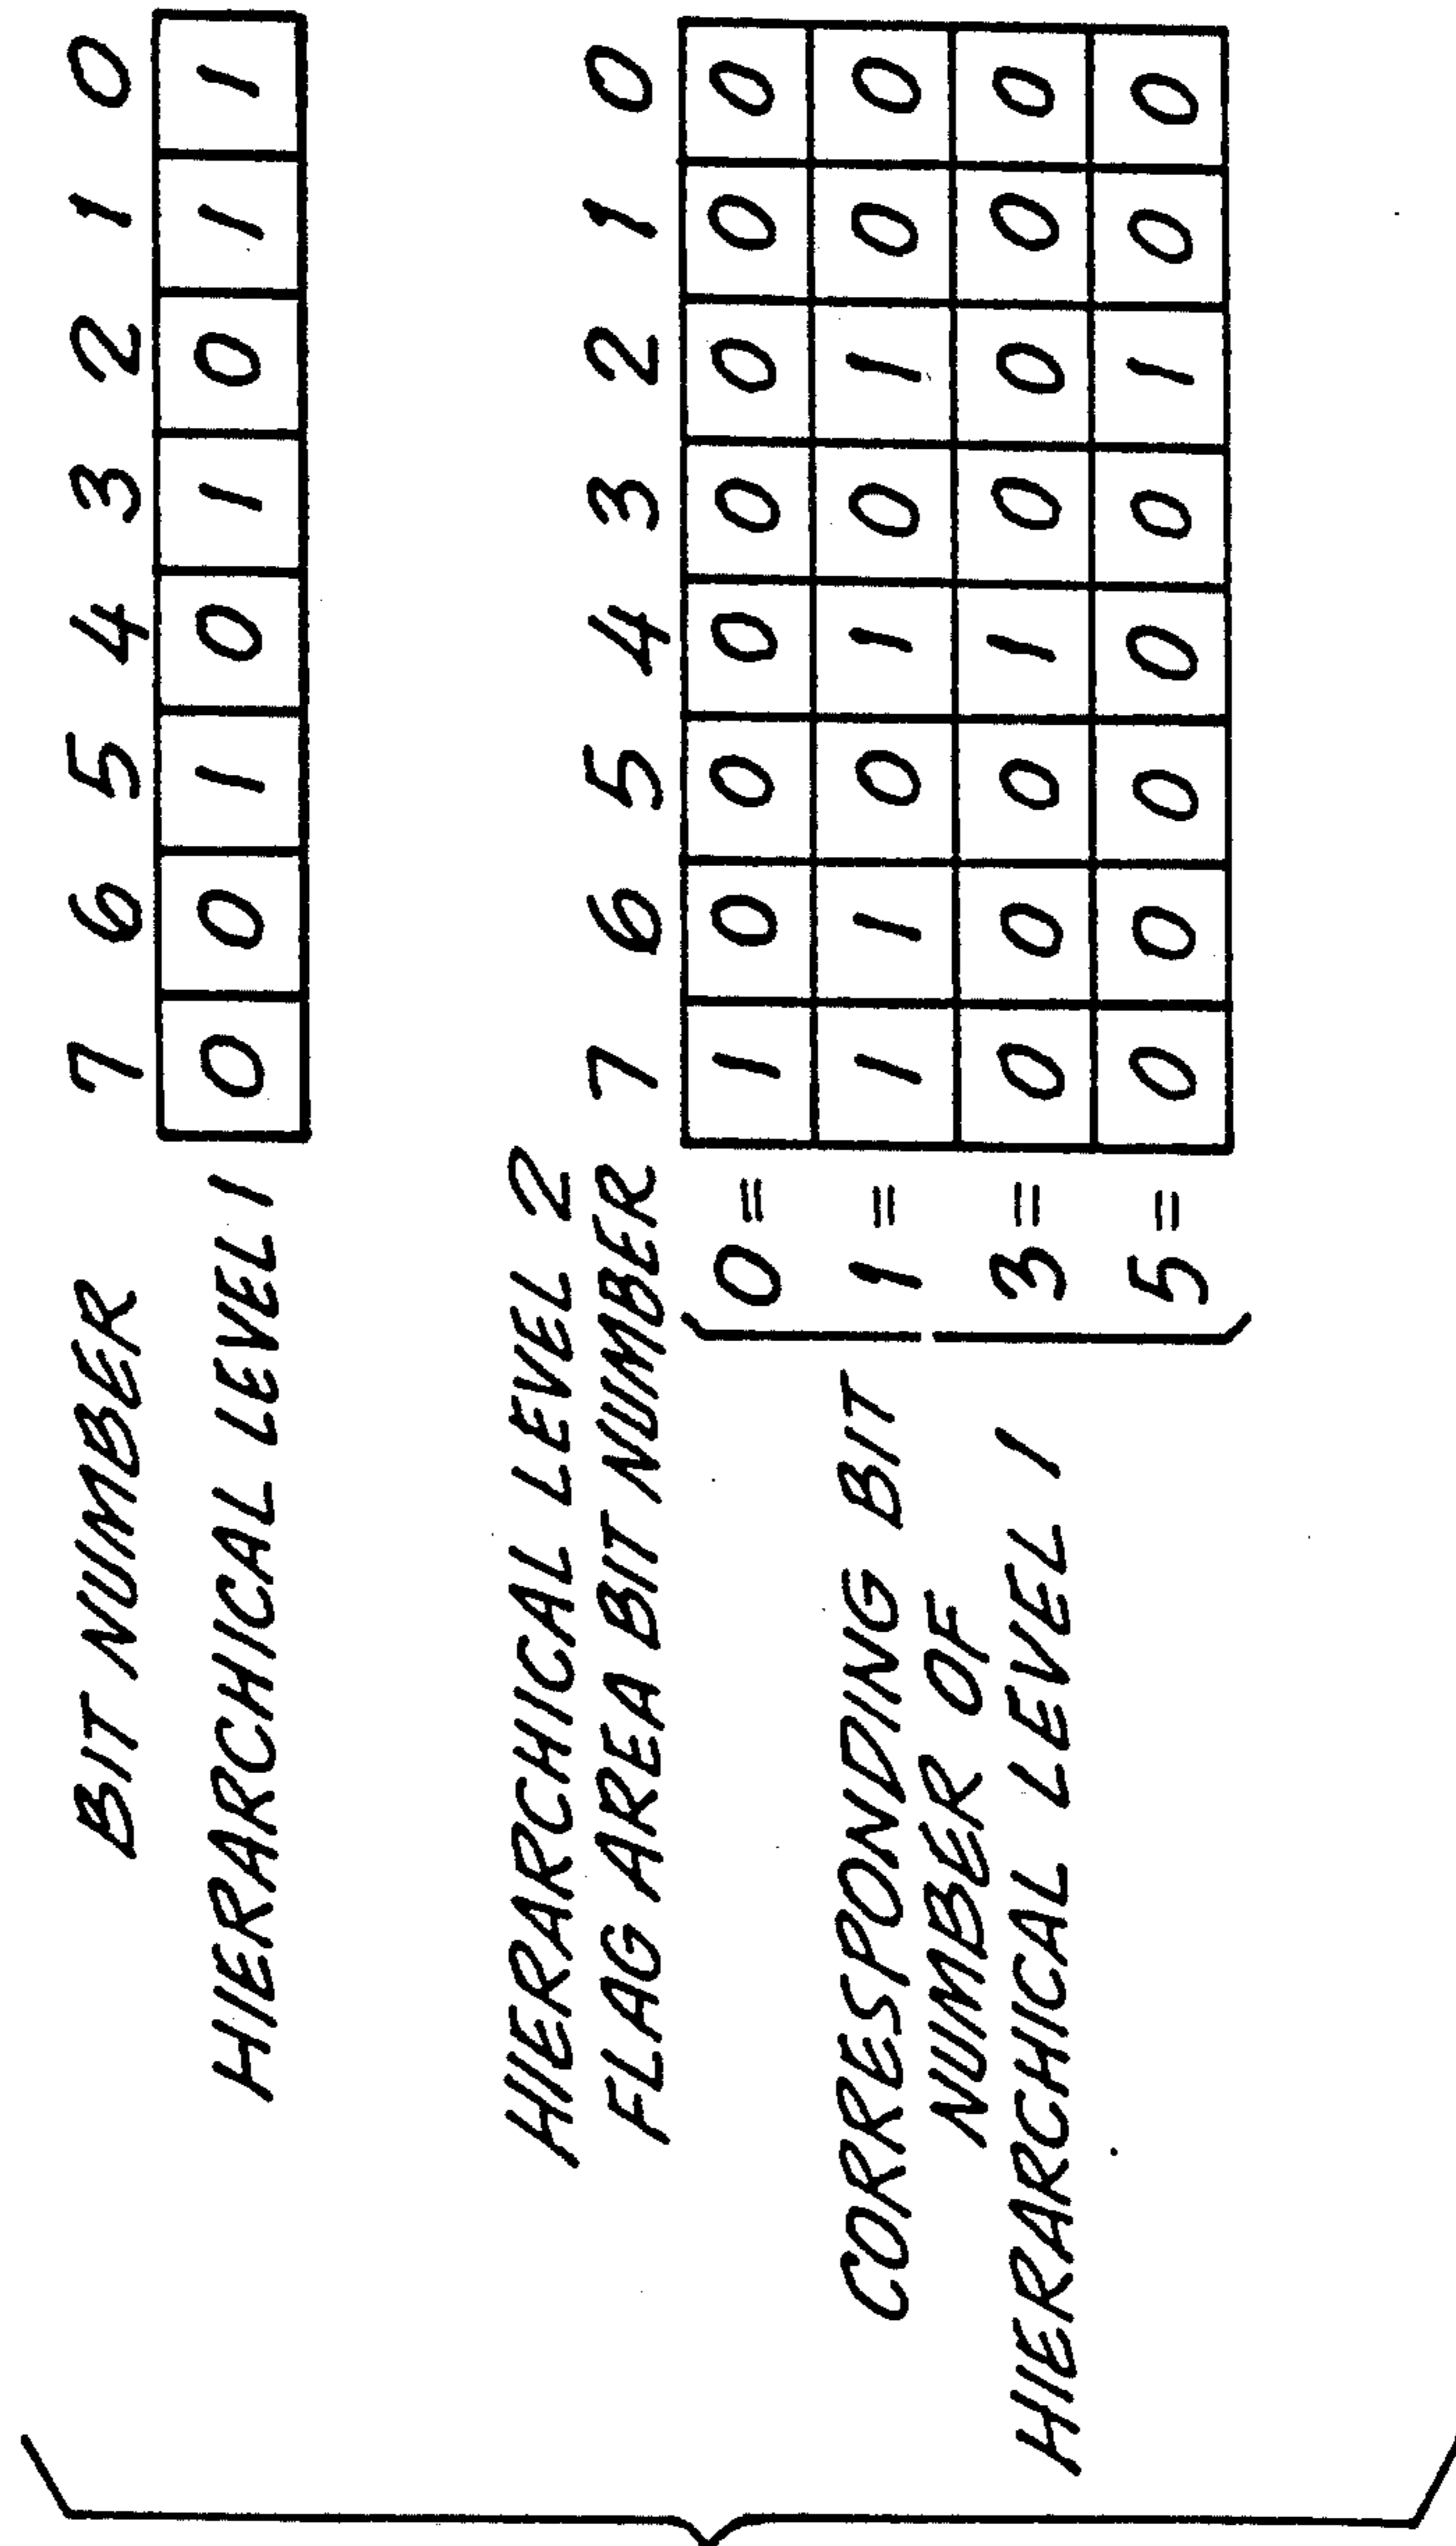 BIT NUMBER 7 6 5 4 3 2 1 0
HIERARCHICAL LEVEL 1 0 0 1 0 1 0 1 1
HIERARCHICAL LEVEL 2
FLAG AREA BIT NUMBER 7 6 5 4 3 2 1 0
0 = 1 0 0 0 0 0 0 0
CORRESPONDING BIT 1 = 1 1 0 1 0 1 0 0
NUMBER OF
HIERARCHICAL LEVEL 1 3 = 0 0 0 1 0 0 0 0
5 = 0 0 0 0 0 1 0 0